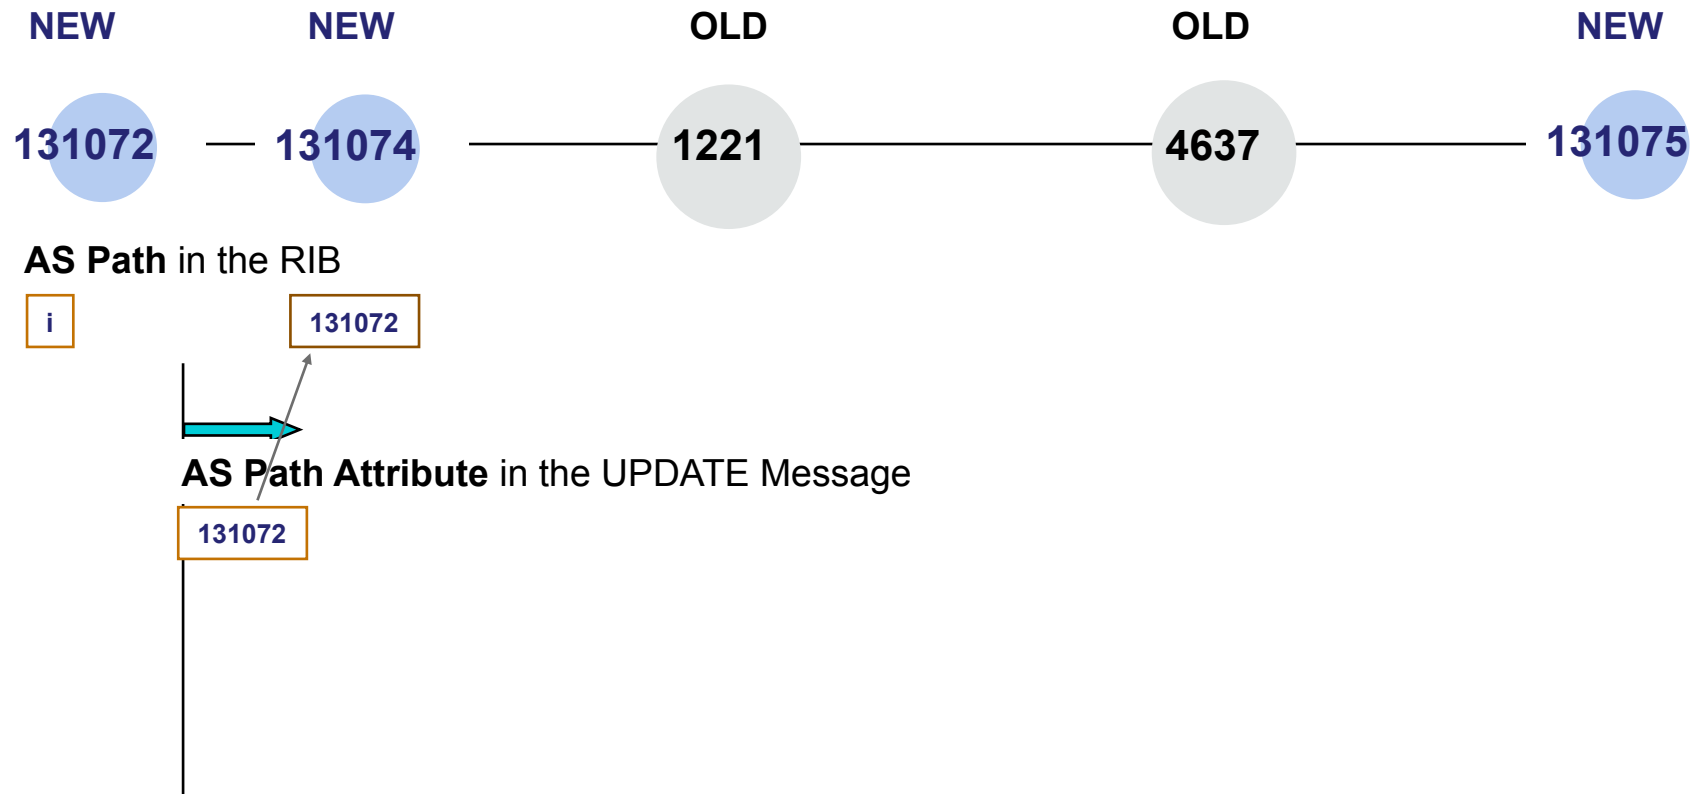 NEW NEW OLD OLD NEW
131072 131074 1221 4637 131075
AS Path in the RIB
i 131072
AS Path Attribute in the UPDATE Message
131072